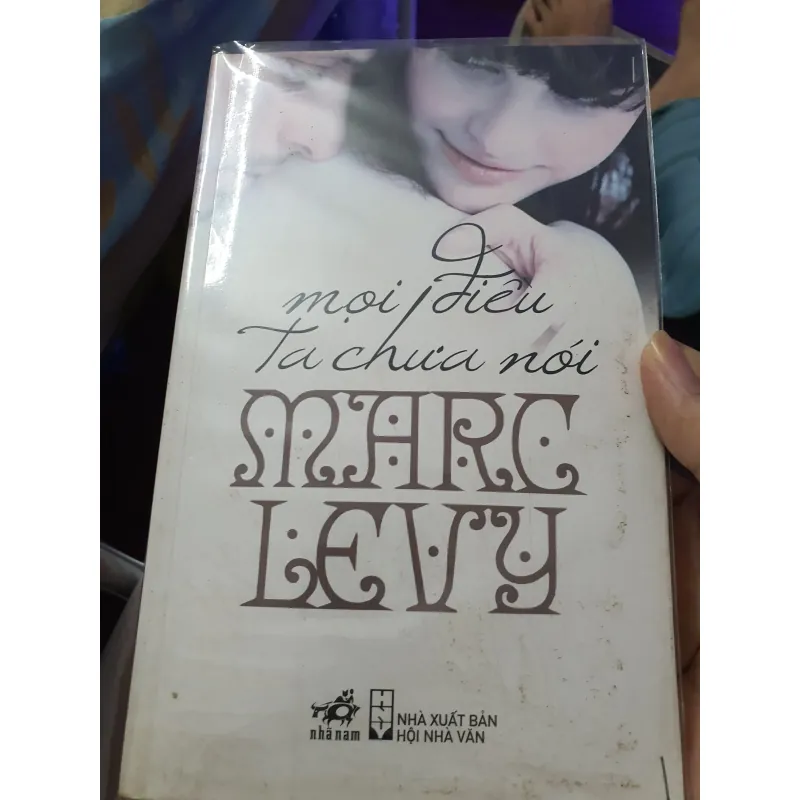 mọi điều
Ta chưa nói
MARC
LEVY
nhã nam
NHÀ XUẤT BẢN
HỘI NHÀ VĂN